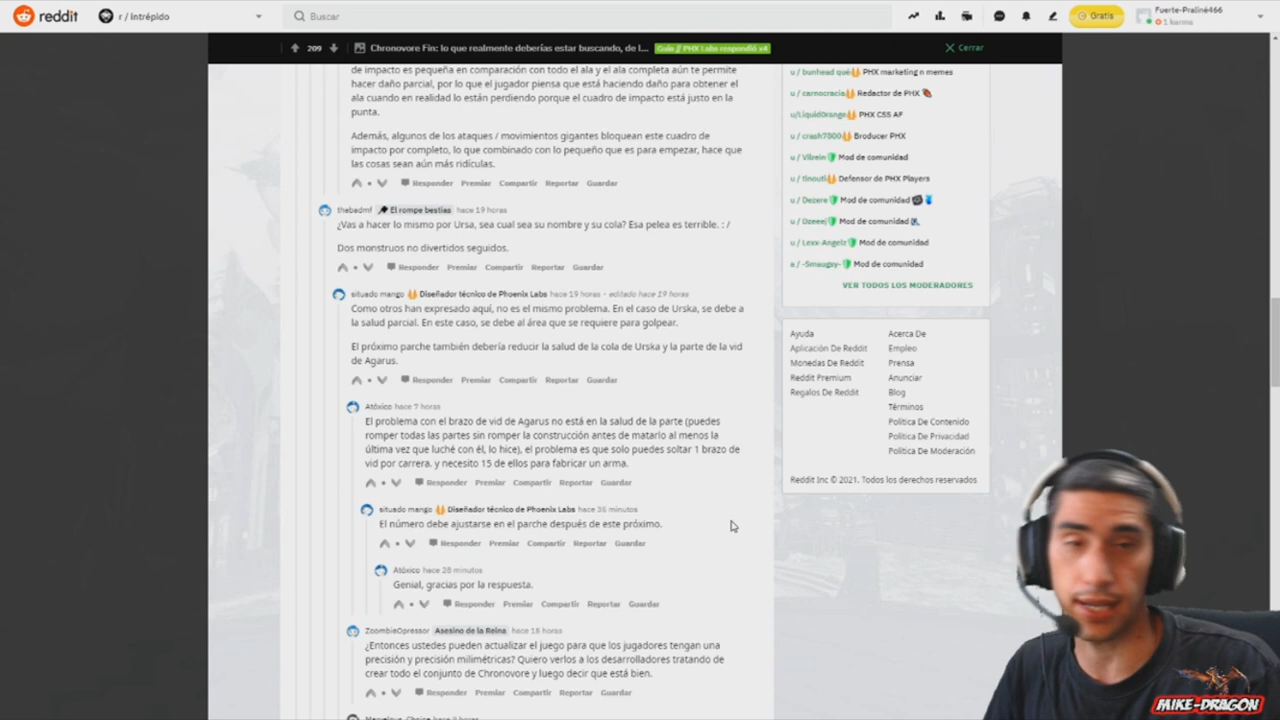 reddit
r / Intrépido
Buscar
Gratis
Fuerte-Praliné466
1 karma
209
Chronovore Fin: lo que realmente deberías estar buscando, de l...
Guía // PHX Labs respondió x4
Cerrar
de impacto es pequeña en comparación con todo el ala y el ala completa aún te permite
hacer daño parcial, por lo que el jugador piensa que está haciendo daño para obtener el
ala cuando en realidad lo están perdiendo porque el cuadro de impacto está justo en la
punta.
Además, algunos de los ataques / movimientos gigantes bloquean este cuadro de
impacto por completo, lo que combinado con lo pequeño que es para empezar, hace que
las cosas sean aún más ridículas.
Responder Premiar Compartir Reportar Guardar
thebadmf El rompe bestias hace 19 horas
¿Vas a hacer lo mismo por Ursa, sea cual sea su nombre y su cola? Esa pelea es terrible. : /
Dos monstruos no divertidos seguidos.
Responder Premiar Compartir Reportar Guardar
situado mango Diseñador técnico de Phoenix Labs hace 19 horas · editado hace 19 horas
Como otros han expresado aquí, no es el mismo problema. En el caso de Urska, se debe a
la salud parcial. En este caso, se debe al área que se requiere para golpear.
El próximo parche también debería reducir la salud de la cola de Urska y la parte de la vid
de Agarus.
Responder Premiar Compartir Reportar Guardar
Atóxico hace 7 horas
El problema con el brazo de vid de Agarus no está en la salud de la parte (puedes
romper todas las partes sin romper la construcción antes de matarlo al menos la
última vez que luché con él, lo hice), el problema es que solo puedes soltar 1 brazo de
vid por carrera. y necesito 15 de ellos para fabricar un arma.
Responder Premiar Compartir Reportar Guardar
situado mango Diseñador técnico de Phoenix Labs hace 35 minutos
El número debe ajustarse en el parche después de este próximo.
Responder Premiar Compartir Reportar Guardar
Atóxico hace 28 minutos
Genial, gracias por la respuesta.
Responder Premiar Compartir Reportar Guardar
ZoombieOpressor Asesino de la Reina hace 18 horas
¿Entonces ustedes pueden actualizar el juego para que los jugadores tengan una
precisión y precisión milimétricas? Quiero verlos a los desarrolladores tratando de
crear todo el conjunto de Chronovore y luego decir que está bien.
Responder Premiar Compartir Reportar Guardar
u / bunhead què PHX marketing n memes
u / carnocracia Redactor de PHX
u/Liquid0range PHX CSS AF
u / crash7800 Broducer PHX
u / Vilrein Mod de comunidad
u / tinouti Defensor de PHX Players
u / Dezere Mod de comunidad
u / Dzeeej Mod de comunidad
u / Lexx-Angelz Mod de comunidad
a / -Smaugsy- Mod de comunidad
VER TODOS LOS MODERADORES
Ayuda Acerca De
Aplicación De Reddit Empleo
Monedas De Reddit Prensa
Reddit Premium Anunciar
Regalos De Reddit Blog
Términos
Política De Contenido
Política De Privacidad
Política De Moderación
Reddit Inc © 2021. Todos los derechos reservados
MIKE-DRAGON